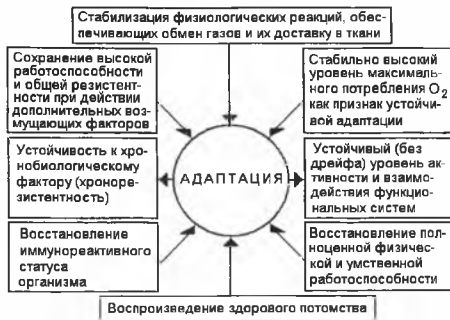 Стабилизация физиологических реакций, обес-
печивающих обмен газов и их доставку в ткани
Сохранение высокой
работоспособности
и общей резистент-
ности при действии
дополнительных воз-
мущающих факторов
Стабильно высокий
уровень максималь-
ного потребления O₂
как признак устойчи-
вой адаптации
Устойчивость к хро-
нобиологическому
фактору (хроноре-
зистентность)
АДАПТАЦИЯ
Устойчивый (без
дрейфа) уровень ак-
тивности и взаимо-
действия функцио-
нальных систем
Восстановление
иммунореактивного
статуса
организма
Восстановление пол-
ноценной физичес-
кой и умственной
работоспособности
Воспроизведение здорового потомства